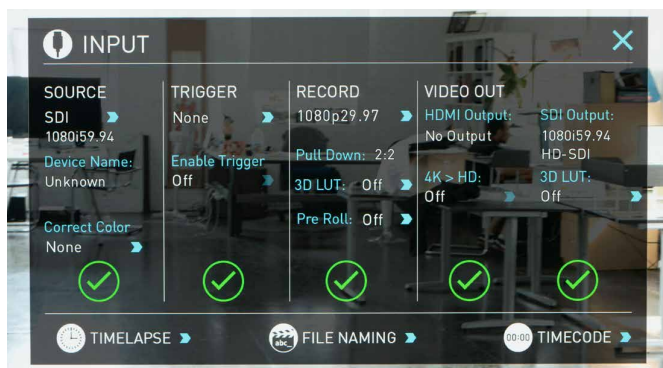 INPUT
SOURCE
SDI
1080i59.94
Device Name:
Unknown
Correct Color
None
TRIGGER
None
Enable Trigger
Off
RECORD
1080p29.97
Pull Down: 2:2
3D LUT: Off
Pre Roll: Off
VIDEO OUT
HDMI Output:
No Output
4K > HD:
Off
SDI Output:
1080i59.94
HD-SDI
3D LUT:
Off
TIMELAPSE
abc_
FILE NAMING
00:00
TIMECODE